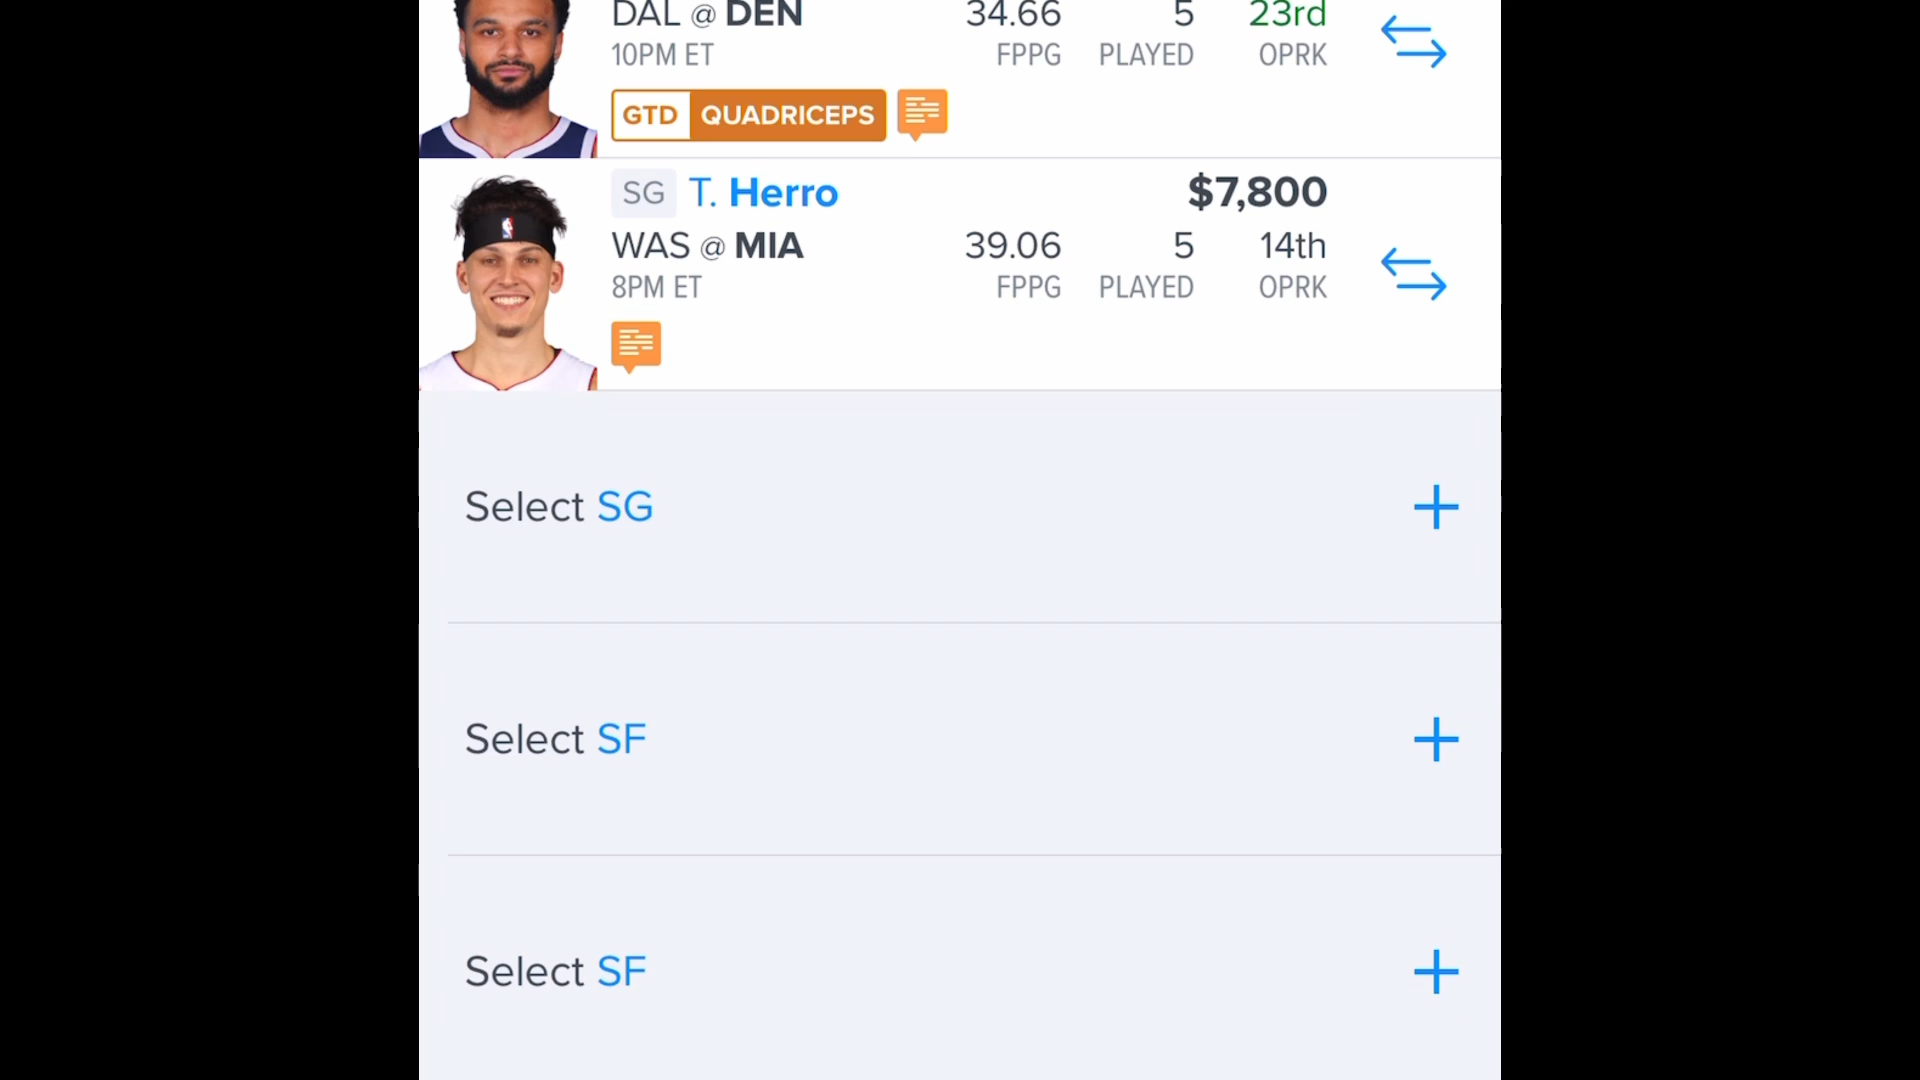 DAL @ DEN 34.66 5 23rd
10PM ET FPPG PLAYED OPRK
GTD QUADRICEPS
SG T. Herro $7,800
WAS @ MIA 39.06 5 14th
8PM ET FPPG PLAYED OPRK
Select SG
Select SF
Select SF